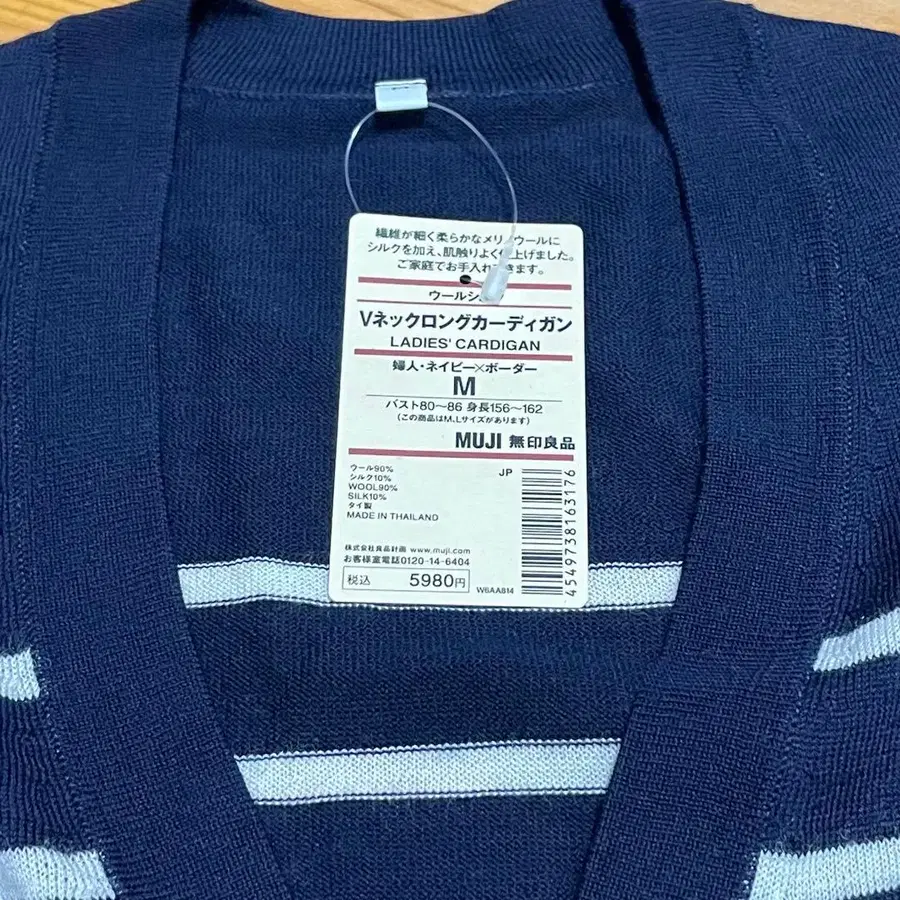 繊維が細く柔らかなメリノウールに
シルクを加え、肌触りよく仕上げました。
ご家庭でお手入れできます。
ウールシ
Vネックロングカーディガン
LADIES' CARDIGAN
婦人・ネイビー×ボーダー
M
バスト80〜86 身長156〜162
(この商品はM,Lサイズがあります)
MUJI 無印良品
ウール90%
シルク10%
WOOL90%
SILK10%
タイ製
MADE IN THAILAND
JP
株式会社良品計画 www.muji.com
お客様室電話0120-14-6404
税込 5980円
W6AA814
4549738163176